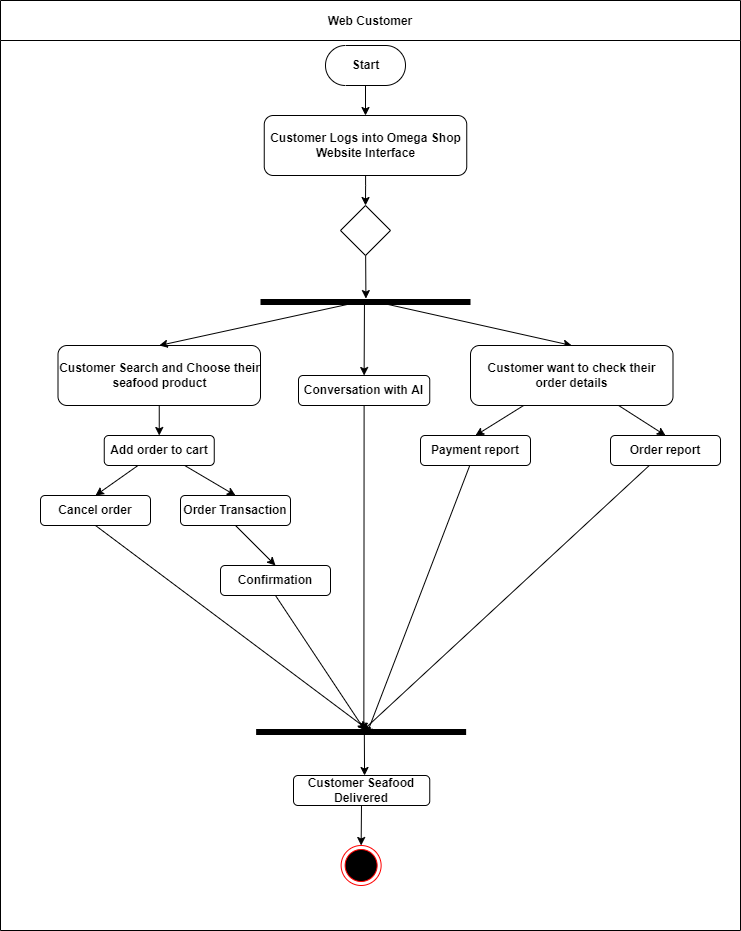 Web Customer
Start
Customer Logs into Omega Shop
Website Interface
Customer Search and Choose their
seafood product
Conversation with AI
Customer want to check their
order details
Add order to cart
Payment report
Order report
Cancel order
Order Transaction
Confirmation
Customer Seafood
Delivered